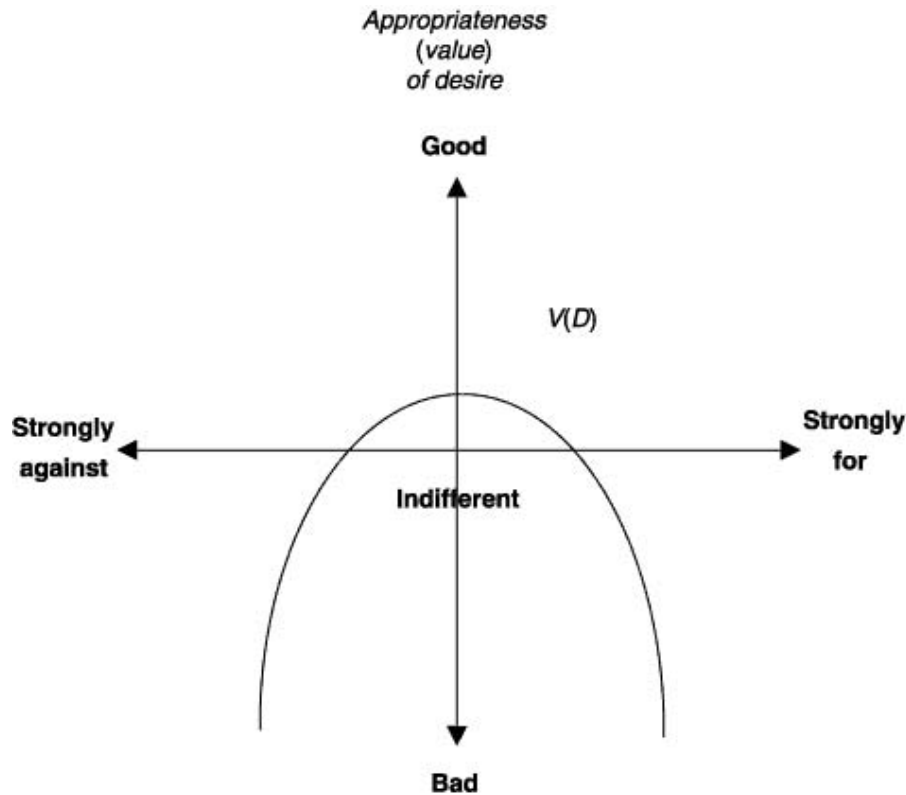 Appropriateness
(value)
of desire
Good
V(D)
Strongly
against
Strongly
for
Indifferent
Bad